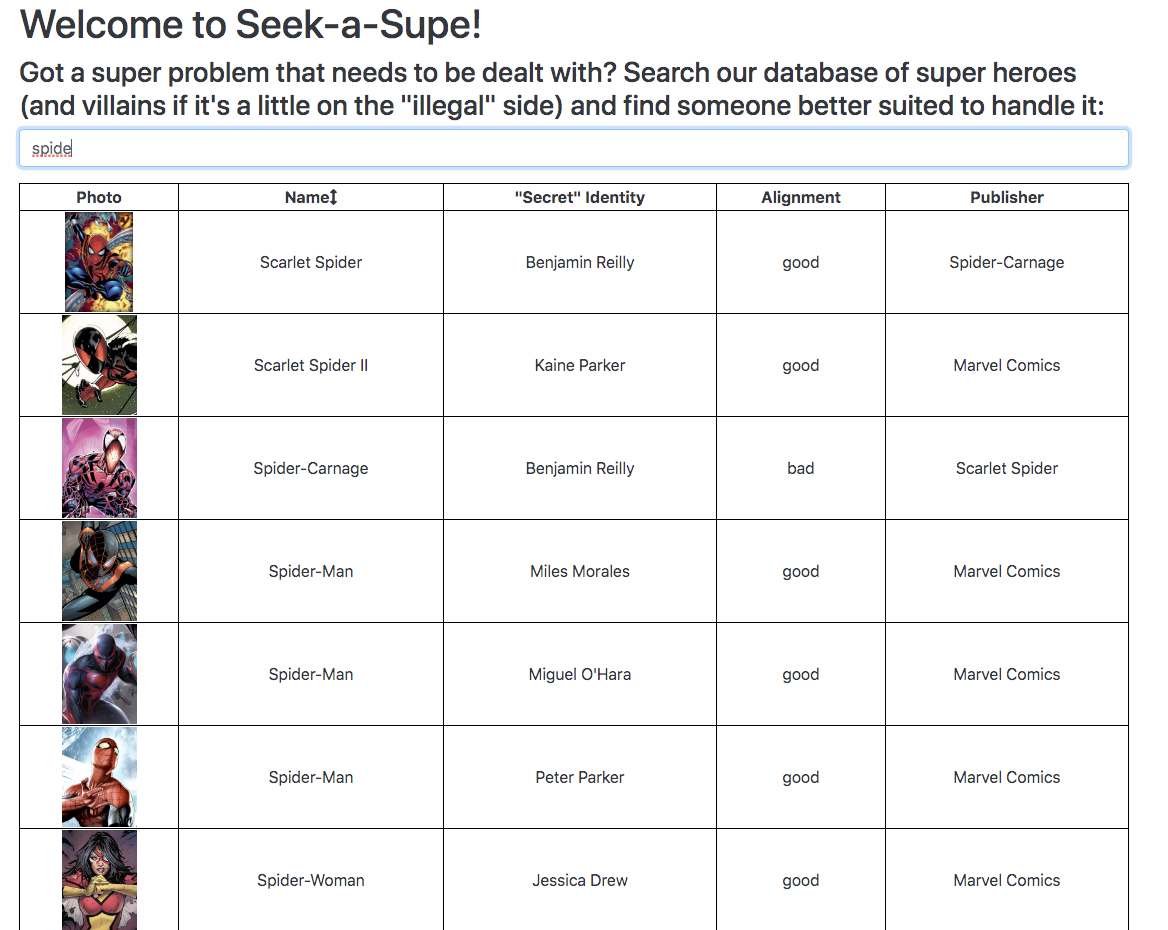 Welcome to Seek-a-Supe!
Got a super problem that needs to be dealt with? Search our database of super heroes
(and villains if it's a little on the "illegal" side) and find someone better suited to handle it:
spide
Photo Name↕ "Secret" Identity Alignment Publisher
Scarlet Spider Benjamin Reilly good Spider-Carnage
Scarlet Spider II Kaine Parker good Marvel Comics
Spider-Carnage Benjamin Reilly bad Scarlet Spider
Spider-Man Miles Morales good Marvel Comics
Spider-Man Miguel O'Hara good Marvel Comics
Spider-Man Peter Parker good Marvel Comics
Spider-Woman Jessica Drew good Marvel Comics